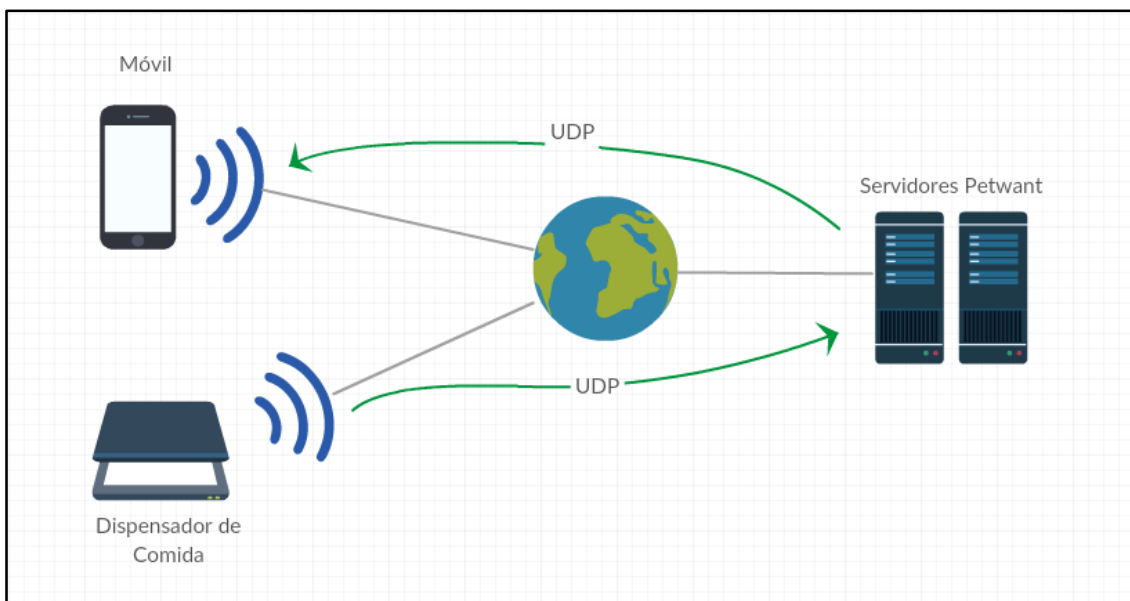 Móvil
UDP
Servidores Petwant
UDP
Dispensador de
Comida